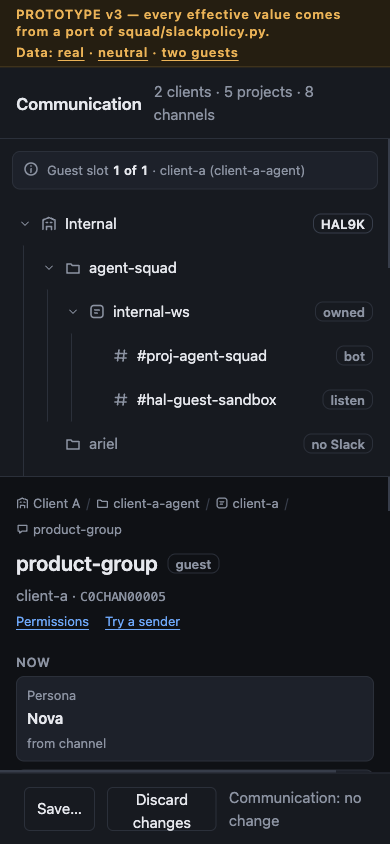 PROTOTYPE v3 — every effective value comes
from a port of squad/slackpolicy.py.
Data: real · neutral · two guests
Communication
2 clients · 5 projects · 8
channels
Guest slot 1 of 1 · client-a (client-a-agent)
Internal
HAL9K
agent-squad
internal-ws
owned
# #proj-agent-squad
bot
# #hal-guest-sandbox
listen
ariel
no Slack
Client A / client-a-agent / client-a /
product-group
product-group
guest
client-a · C0CHAN00005
Permissions
Try a sender
NOW
Persona
Nova
from channel
Save...
Discard
changes
Communication: no
change